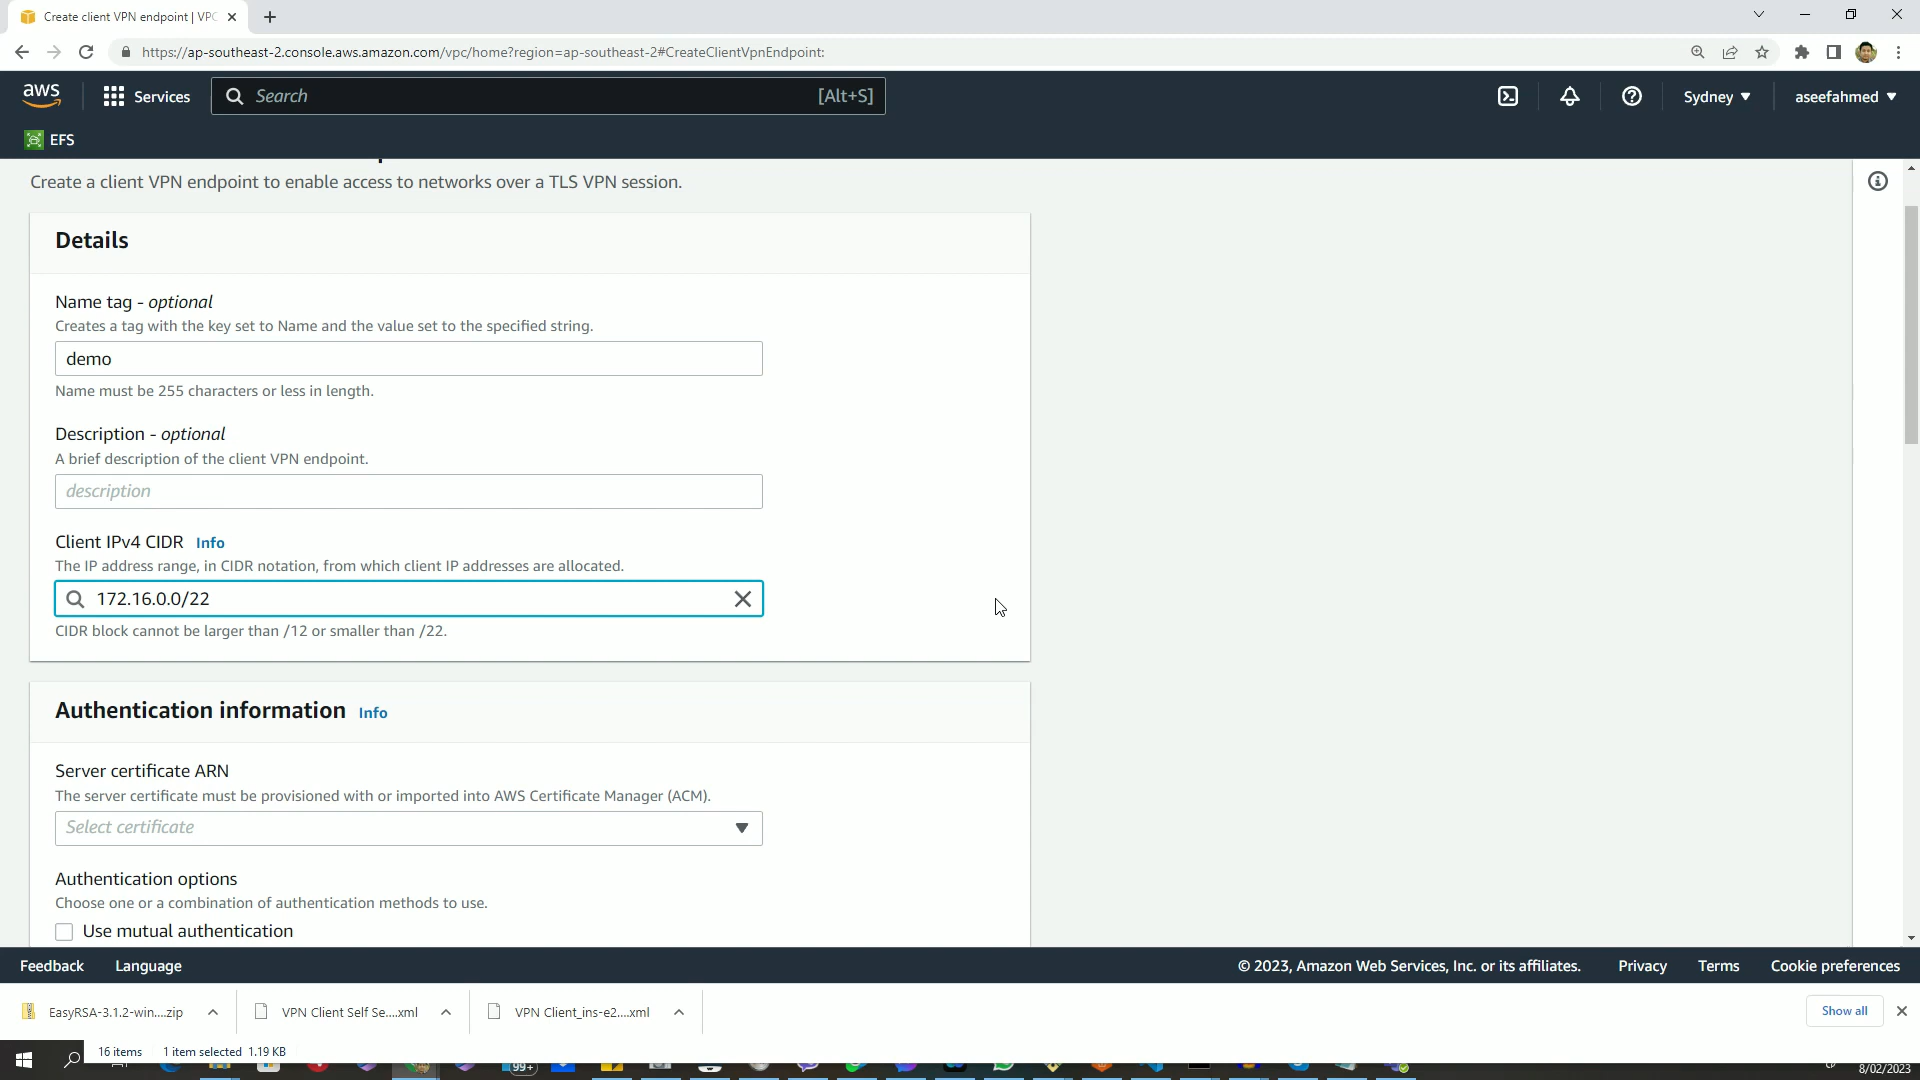 Create client VPN endpoint | VPC
https://ap-southeast-2.console.aws.amazon.com/vpc/home?region=ap-southeast-2#CreateClientVpnEndpoint:
aws
Services
Search
[Alt+S]
Sydney
aseefahmed
EFS
Create a client VPN endpoint to enable access to networks over a TLS VPN session.
Details
Name tag - optional
Creates a tag with the key set to Name and the value set to the specified string.
demo
Name must be 255 characters or less in length.
Description - optional
A brief description of the client VPN endpoint.
description
Client IPv4 CIDR Info
The IP address range, in CIDR notation, from which client IP addresses are allocated.
172.16.0.0/22
CIDR block cannot be larger than /12 or smaller than /22.
Authentication information Info
Server certificate ARN
The server certificate must be provisioned with or imported into AWS Certificate Manager (ACM).
Select certificate
Authentication options
Choose one or a combination of authentication methods to use.
Use mutual authentication
Feedback
Language
© 2023, Amazon Web Services, Inc. or its affiliates.
Privacy
Terms
Cookie preferences
EasyRSA-3.1.2-win....zip
VPN Client Self Se....xml
VPN Client_ins-e2....xml
Show all
16 items
1 item selected 1.19 KB
99+
8/02/2023